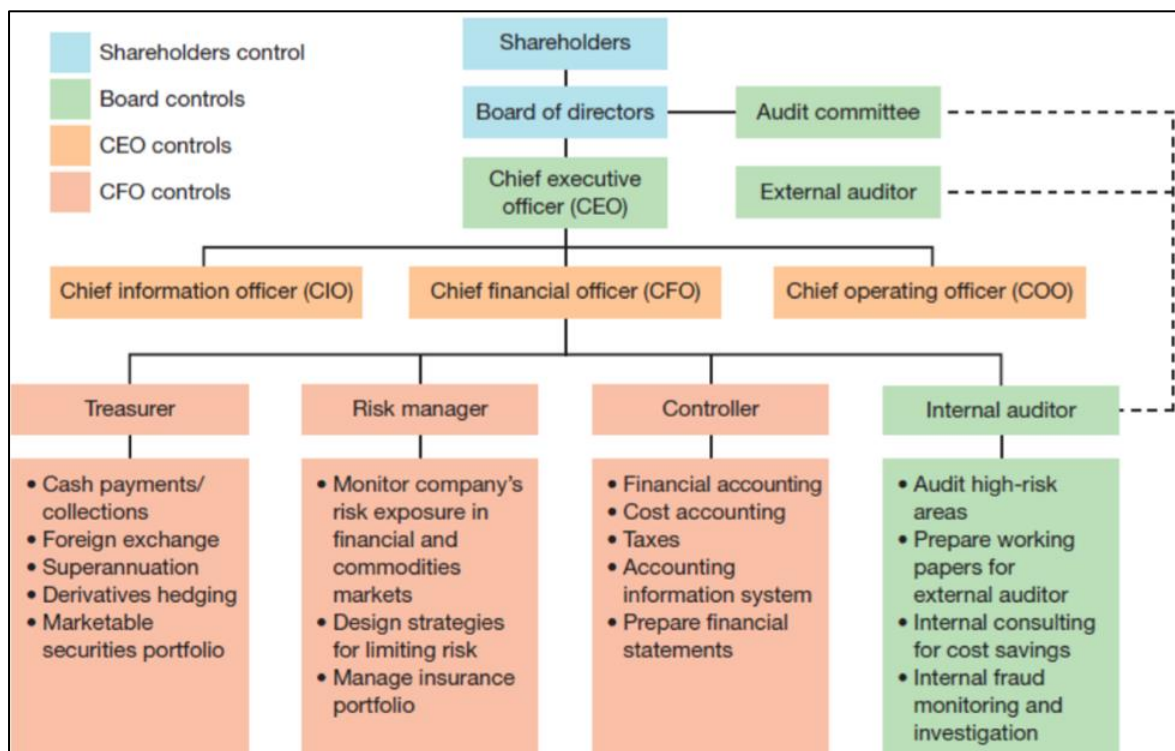 Shareholders control
Board controls
CEO controls
CFO controls
Shareholders
Board of directors
Audit committee
Chief executive
officer (CEO)
External auditor
Chief information officer (CIO)
Chief financial officer (CFO)
Chief operating officer (COO)
Treasurer
• Cash payments/
collections
• Foreign exchange
• Superannuation
• Derivatives hedging
• Marketable
securities portfolio
Risk manager
• Monitor company's
risk exposure in
financial and
commodities
markets
• Design strategies
for limiting risk
• Manage insurance
portfolio
Controller
• Financial accounting
• Cost accounting
• Taxes
• Accounting
information system
• Prepare financial
statements
Internal auditor
• Audit high-risk
areas
• Prepare working
papers for
external auditor
• Internal consulting
for cost savings
• Internal fraud
monitoring and
investigation